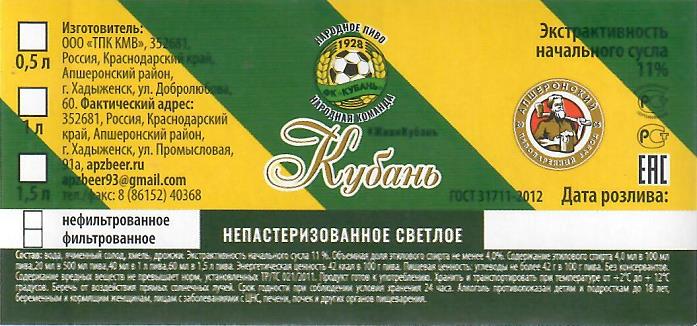 Изготовитель:
ООО «ТПК КМВ», 352681,
Россия, Краснодарский край,
Апшеронский район,
г. Хадыженск, ул. Добролюбова,
60. Фактический адрес:
352681, Россия, Краснодарский
край, Апшеронский район,
г. Хадыженск, ул. Промысловая,
91а, apzbeer.ru
apzbeer93@gmail.com
тел./факс: 8 (86152) 40368
0,5 л
1 л
1,5 л
нефильтрованное
фильтрованное
НАРОДНОЕ ПИВО
1928
ФК «КУБАНЬ»
НАРОДНАЯ КОМАНДА
#ЖивиКубань
Кубань
Экстрактивность
начального сусла
11%
АПШЕРОНСКИЙ
ПИВОВАРЕННЫЙ ЗАВОД
ЕАС
ГОСТ 31711-2012
Дата розлива:
НЕПАСТЕРИЗОВАННОЕ СВЕТЛОЕ
Состав: вода, ячменный солод, хмель, дрожжи. Экстрактивность начального сусла 11 %. Объемная доля этилового спирта не менее 4,0%. Содержание этилового спирта 4,0 мл в 100 мл
пива,20 мл в 500 мл пива,40 мл в 1 л пива,60 мл в 1,5 л пива. Энергетическая ценность 42 ккал в 100 г пива. Пищевая ценность: углеводы не более 4,2 г в 100 г пива. Без консервантов.
Содержание вредных веществ не превышает норм, установленных ТР/ТС 021/2011. Продукт готов к употреблению. Хранить и транспортировать при температуре от +2°С до + 12°С
градусов. Беречь от воздействия прямых солнечных лучей. Срок годности при соблюдении условия хранения 24 часа. Алкоголь противопоказан детям и подросткам до 18 лет,
беременным и кормящим женщинам, лицам с заболеваниями с ЦНС, печени, почек и других органов пищеварения.